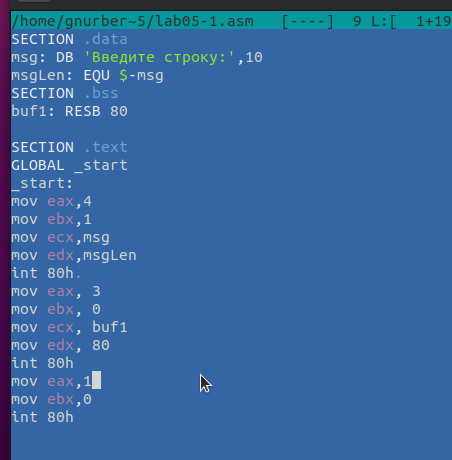 /home/gnurber~5/lab05-1.asm [----] 9 L:[ 1+19
SECTION .data
msg: DB 'Введите строку:',10
msgLen: EQU $-msg
SECTION .bss
buf1: RESB 80
SECTION .text
GLOBAL _start
_start:
mov eax,4
mov ebx,1
mov ecx,msg
mov edx,msgLen
int 80h.
mov eax, 3
mov ebx, 0
mov ecx, buf1
mov edx, 80
int 80h
mov eax,1
mov ebx,0
int 80h